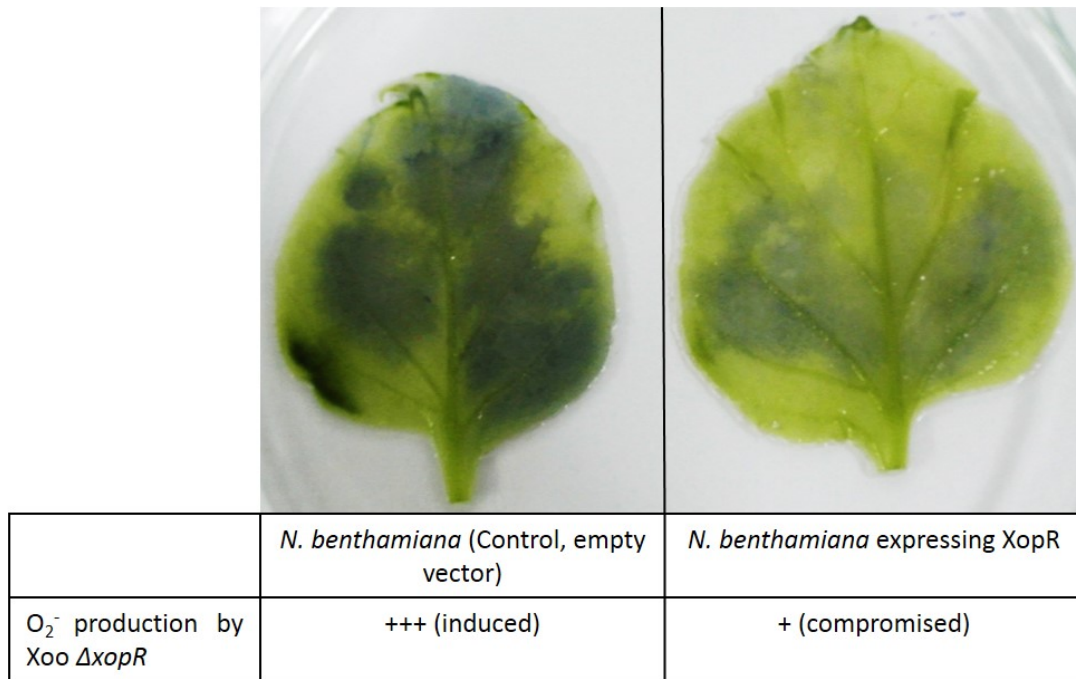 N. benthamiana (Control, empty
vector)
N. benthamiana expressing XopR
O₂⁻ production by
Xoo ΔxopR
+++ (induced)
+ (compromised)